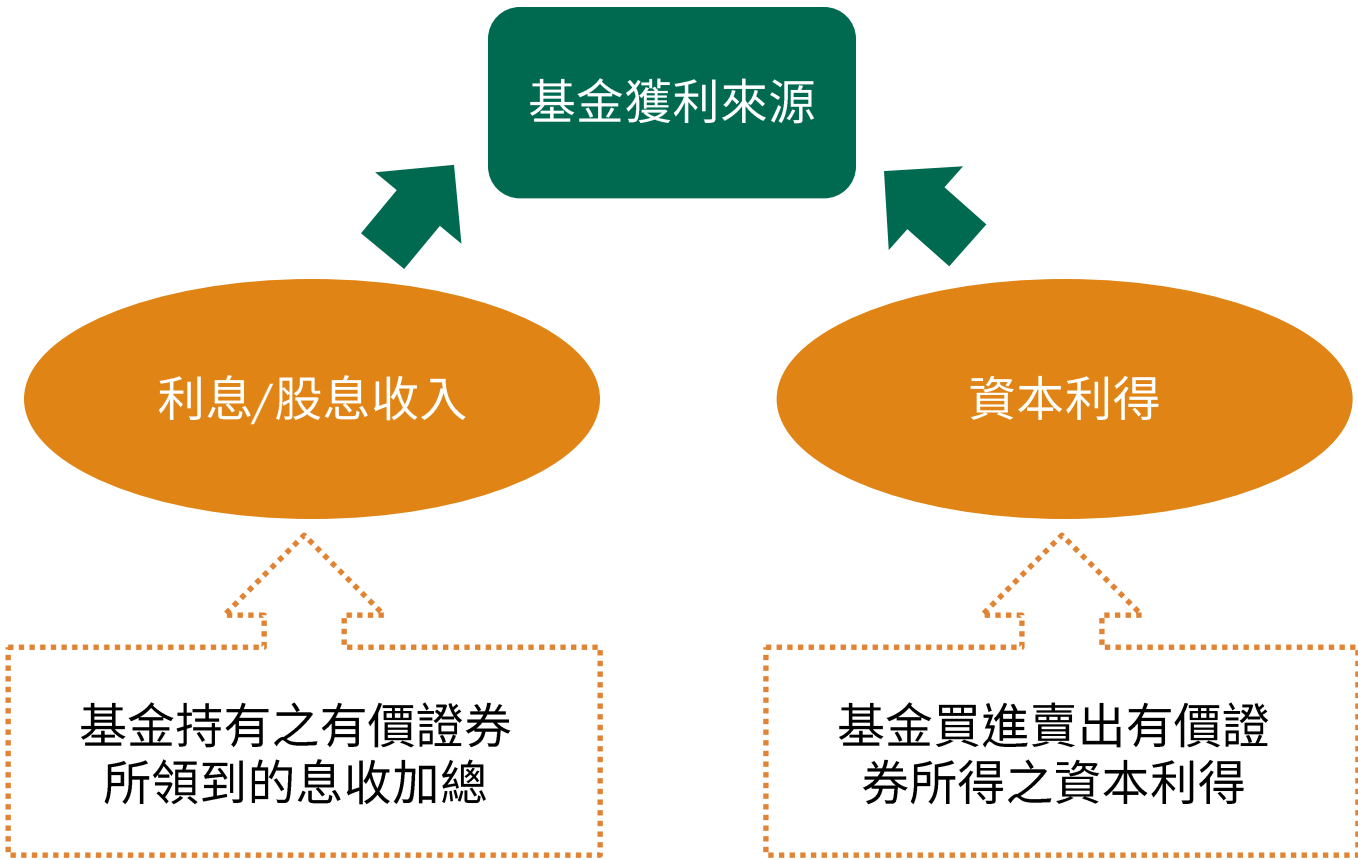 基金獲利來源
利息/股息收入
資本利得
基金持有之有價證券
所領到的息收加總
基金買進賣出有價證
券所得之資本利得